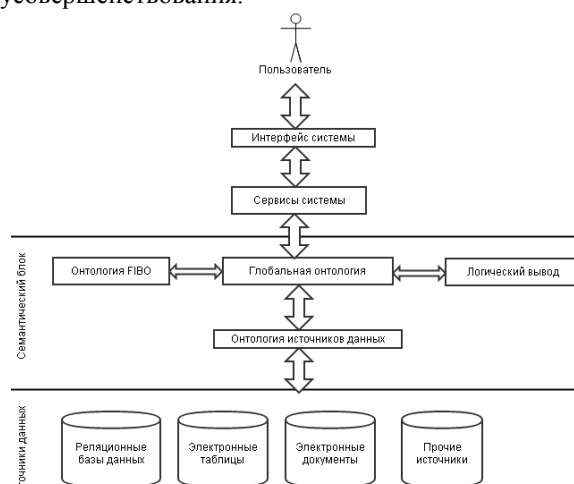 усовершенствования.
Пользователь
Интерфейс системы
Сервисы системы
Семантический блок
Онтология FIBO
Глобальная онтология
Логический вывод
Онтология источников данных
данных
Реляционные
базы данных
Электронные
таблицы
Электронные
документы
Прочие
источники